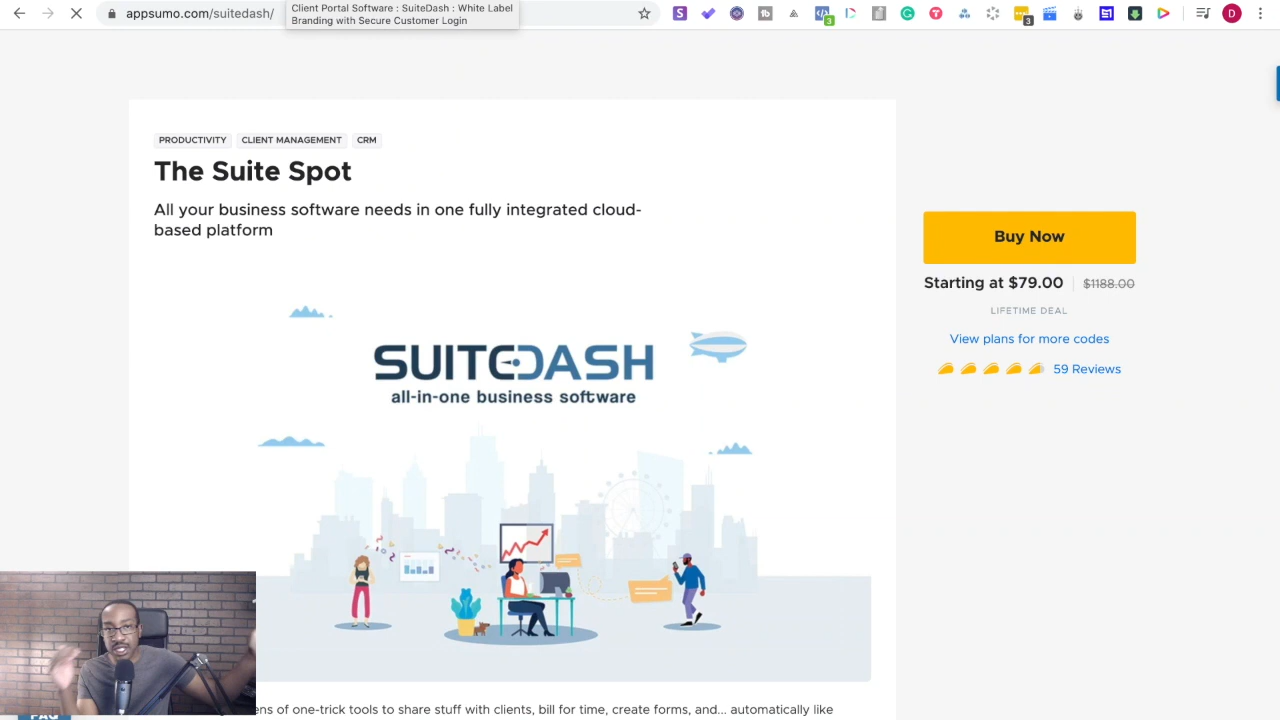 appsumo.com/suitedash/
Client Portal Software : SuiteDash : White Label
Branding with Secure Customer Login
3
3
D
PRODUCTIVITY
CLIENT MANAGEMENT
CRM
The Suite Spot
All your business software needs in one fully integrated cloud-
based platform
SUITEDASH
all-in-one business software
Buy Now
Starting at $79.00
$1188.00
LIFETIME DEAL
View plans for more codes
59 Reviews
ens of one-trick tools to share stuff with clients, bill for time, create forms, and... automatically like
FAQ